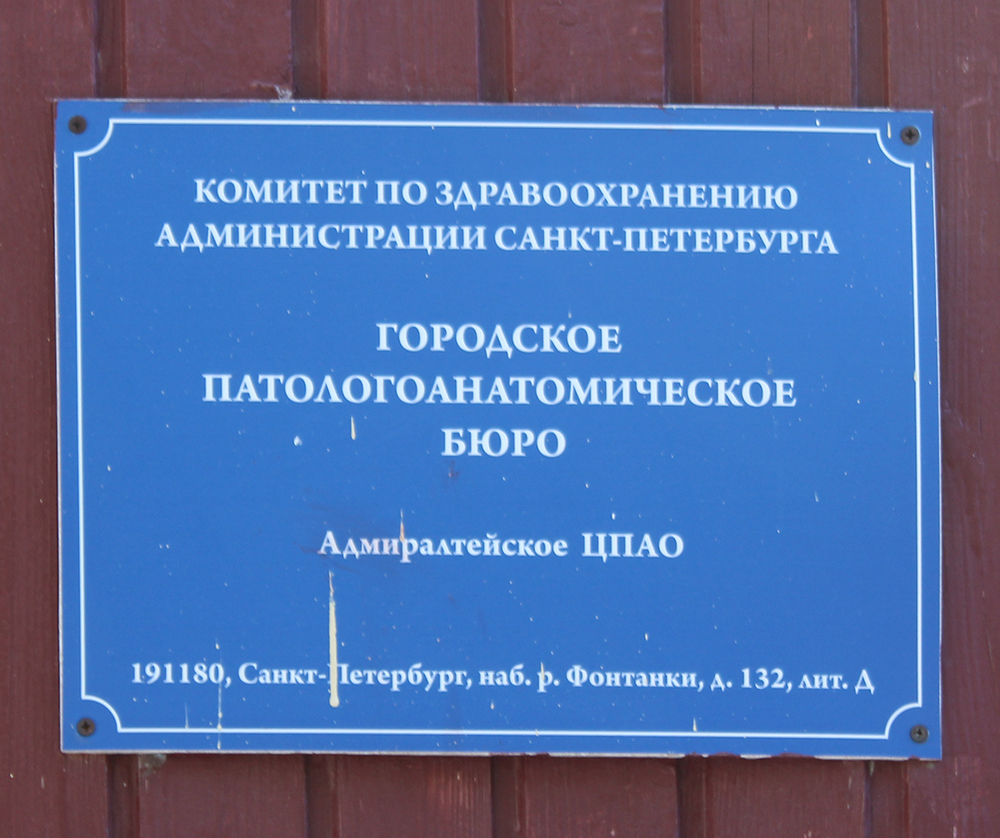 КОМИТЕТ ПО ЗДРАВООХРАНЕНИЮ
АДМИНИСТРАЦИИ САНКТ-ПЕТЕРБУРГА
ГОРОДСКОЕ
ПАТОЛОГОАНАТОМИЧЕСКОЕ
БЮРО
Адмиралтейское ЦПАО
191180, Санкт-Петербург, наб. р. Фонтанки, д. 132, лит. Д